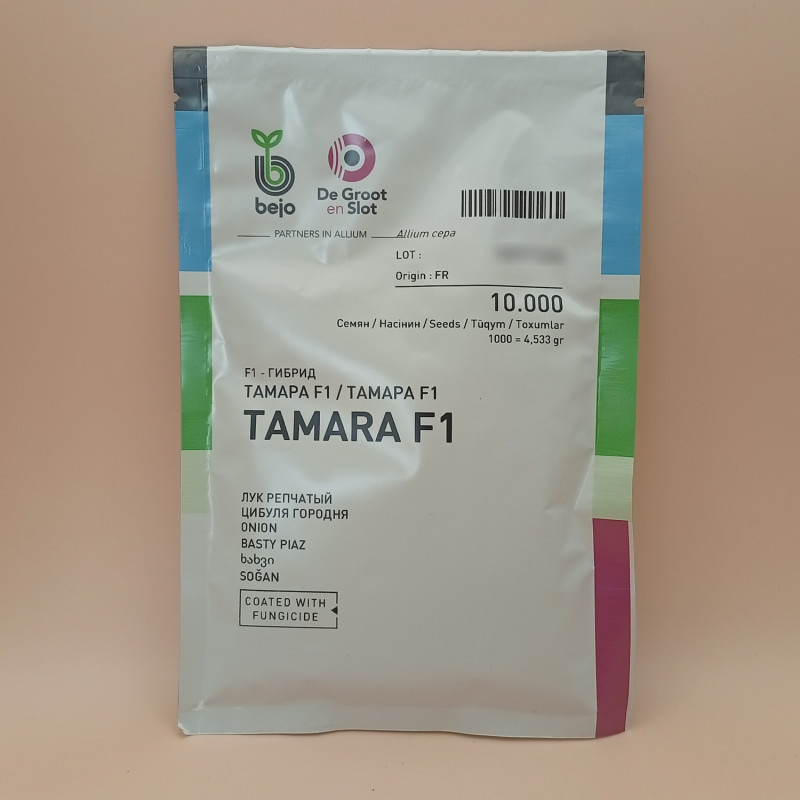 bejo
De Groot
en Slot
PARTNERS IN ALLIUM
Allium cepa
LOT :
Origin : FR
10.000
Семян / Насінин / Seeds / Tüqym / Toxumlar
1000 = 4,533 gr
F1 - ГИБРИД
ТАМАРА F1 / ТАМАРА F1
TAMARA F1
ЛУК РЕПЧАТЫЙ
ЦИБУЛЯ ГОРОДНЯ
ONION
BASTY PIAZ
ხახვი
SOĞAN
COATED WITH
FUNGICIDE